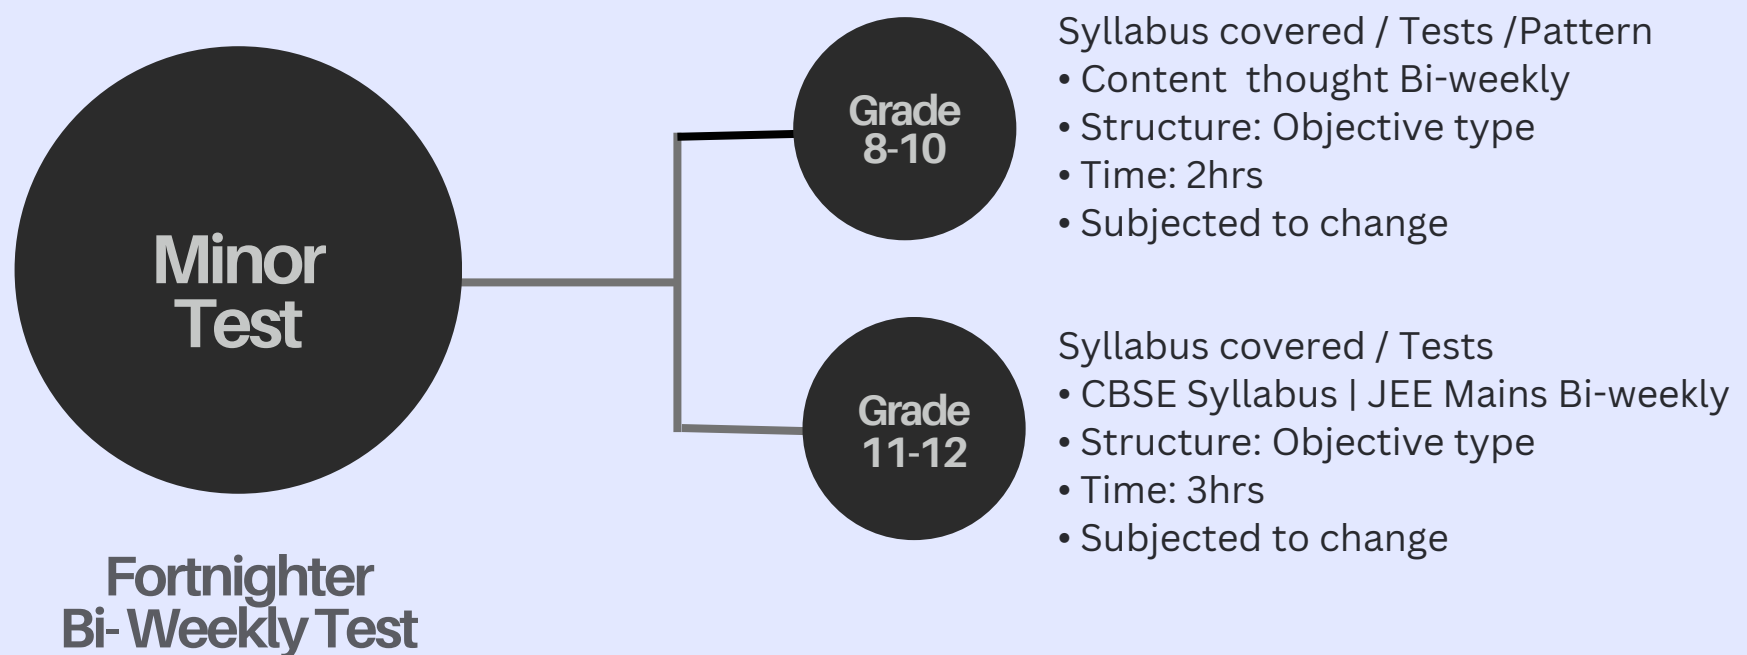 Minor
Test
Fortnighter
Bi- Weekly Test
Grade
8-10
Syllabus covered / Tests /Pattern
• Content  thought Bi-weekly
• Structure: Objective type
• Time: 2hrs
• Subjected to change
Grade
11-12
Syllabus covered / Tests
• CBSE Syllabus | JEE Mains Bi-weekly
• Structure: Objective type
• Time: 3hrs
• Subjected to change